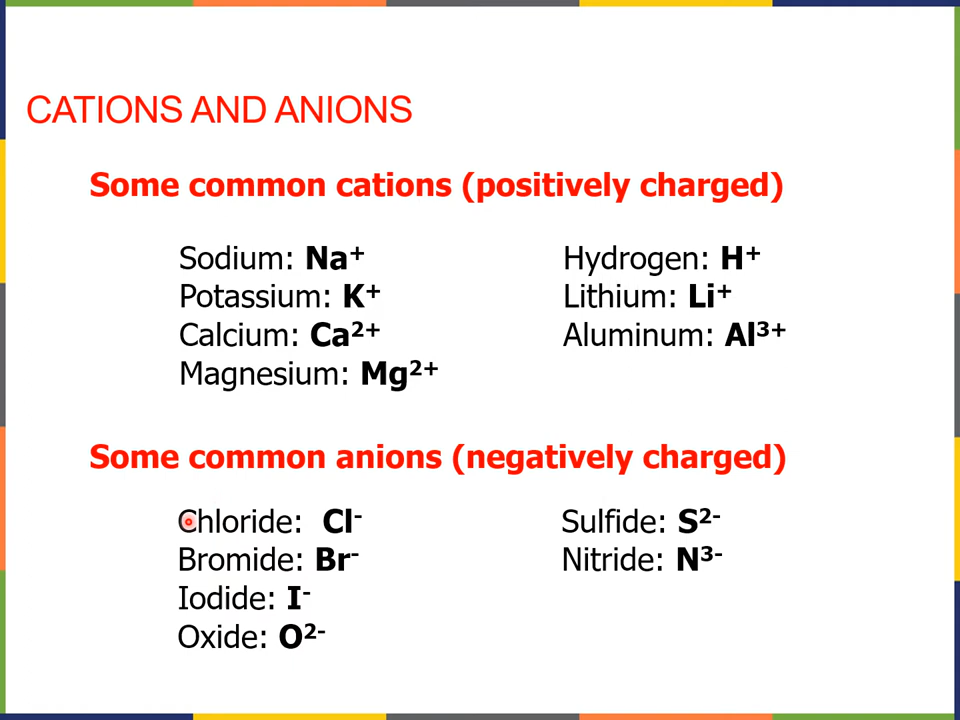 CATIONS AND ANIONS
Some common cations (positively charged)
Sodium: Na⁺
Potassium: K⁺
Calcium: Ca²⁺
Magnesium: Mg²⁺
Hydrogen: H⁺
Lithium: Li⁺
Aluminum: Al³⁺
Some common anions (negatively charged)
Chloride: Cl⁻
Bromide: Br⁻
Iodide: I⁻
Oxide: O²⁻
Sulfide: S²⁻
Nitride: N³⁻